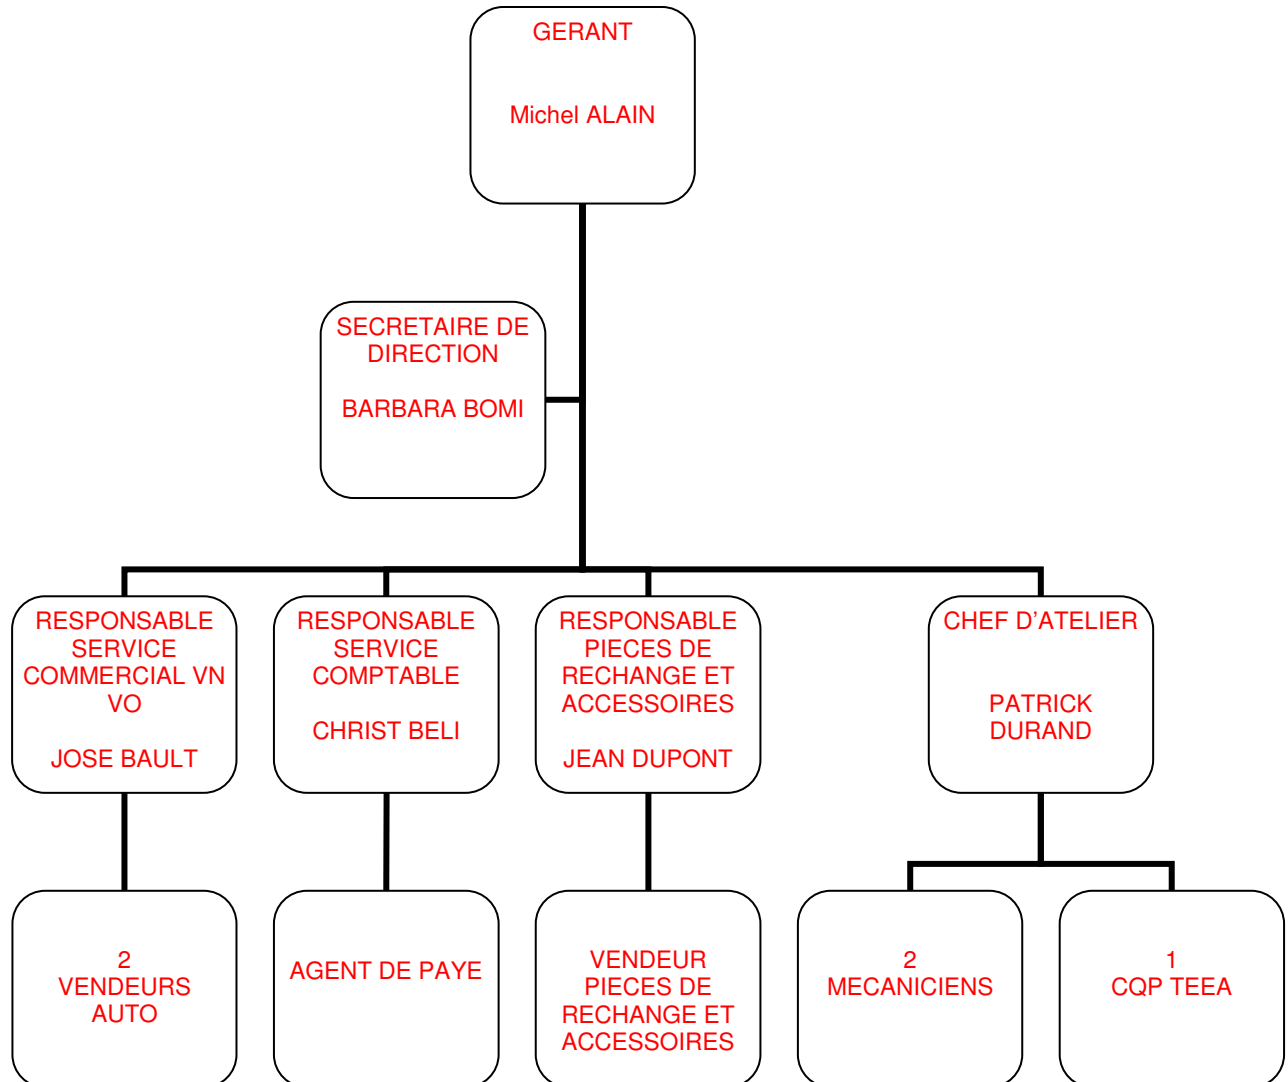 GERANT
Michel ALAIN
SECRETAIRE DE
DIRECTION
BARBARA BOMI
RESPONSABLE
SERVICE
COMMERCIAL VN
VO
JOSE BAULT
RESPONSABLE
SERVICE
COMPTABLE
CHRIST BELI
RESPONSABLE
PIECES DE
RECHANGE ET
ACCESSOIRES
JEAN DUPONT
CHEF D’ATELIER
PATRICK
DURAND
2
VENDEURS
AUTO
AGENT DE PAYE
VENDEUR
PIECES DE
RECHANGE ET
ACCESSOIRES
2
MECANICIENS
1
CQP TEEA